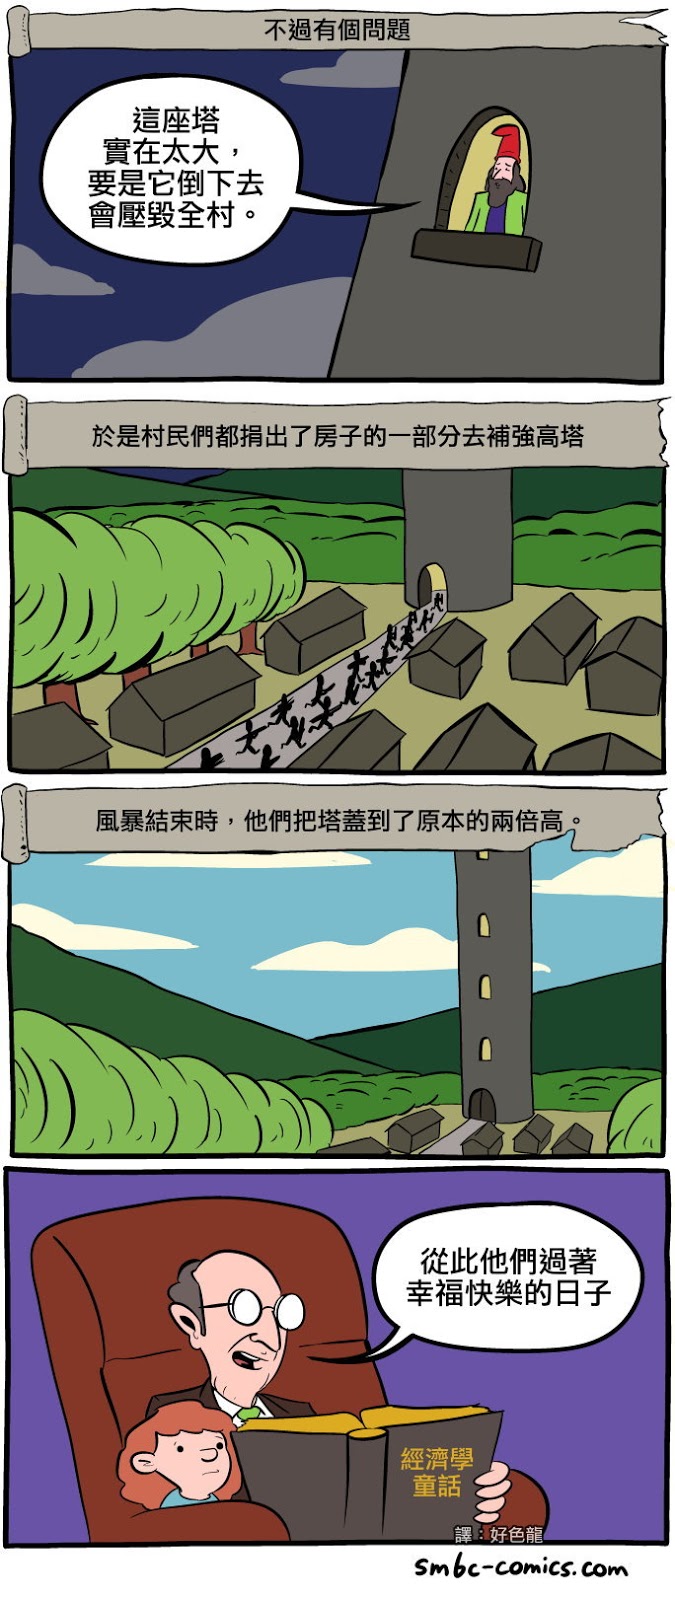 不過有個問題
這座塔
實在太大，
要是它倒下去
會壓毀全村。
於是村民們都捐出了房子的一部分去補強高塔
風暴結束時，他們把塔蓋到了原本的兩倍高。
從此他們過著
幸福快樂的日子
經濟學
童話
譯：好色龍
smbc-comics.com